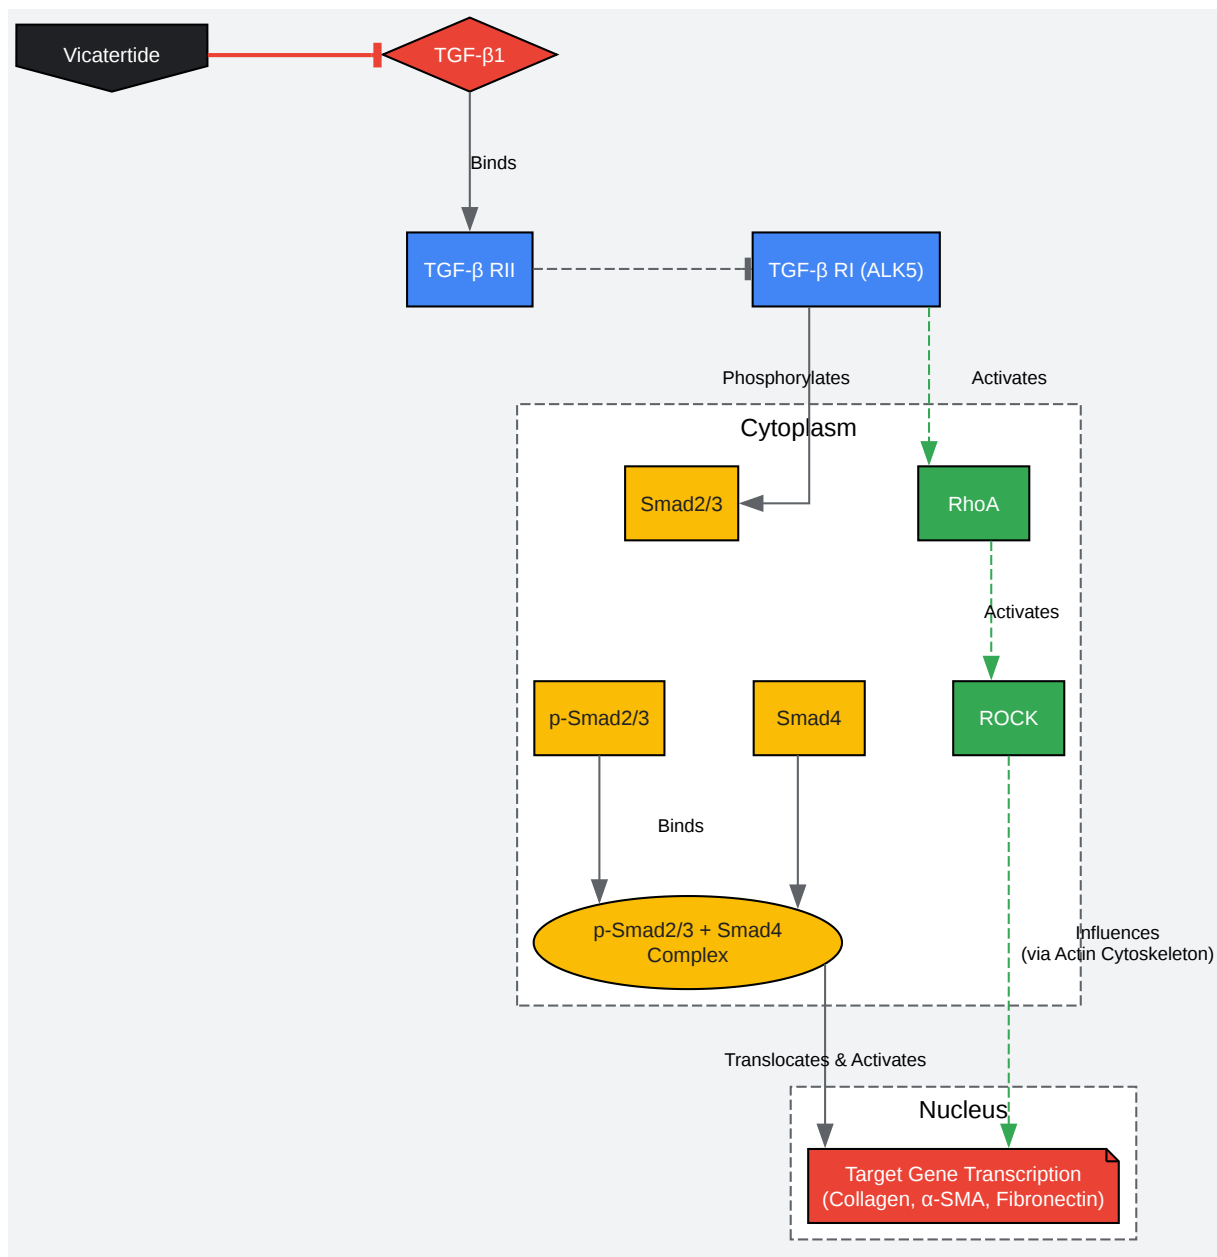 Vicatertide
TGF-β1
Binds
TGF-β RII
TGF-β RI (ALK5)
Phosphorylates
Activates
Cytoplasm
Smad2/3
RhoA
Activates
p-Smad2/3
Smad4
ROCK
Binds
p-Smad2/3 + Smad4
Complex
Influences
(via Actin Cytoskeleton)
Translocates & Activates
Nucleus
Target Gene Transcription
(Collagen, α-SMA, Fibronectin)